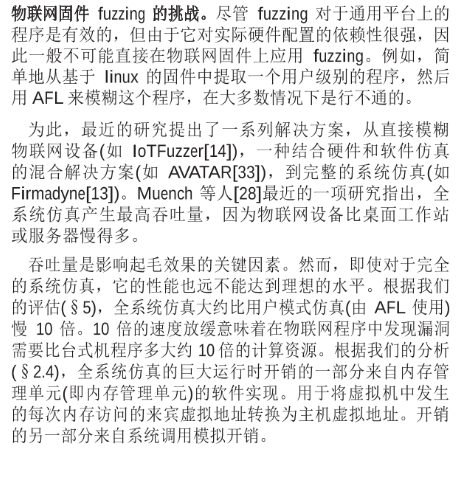 物联网固件 fuzzing 的挑战。尽管 fuzzing 对于通用平台上的
程序是有效的，但由于它对实际硬件配置的依赖性很强，因
此一般不可能直接在物联网固件上应用 fuzzing。例如，简
单地从基于 linux 的固件中提取一个用户级别的程序，然后
用 AFL 来模糊这个程序，在大多数情况下是行不通的。
为此，最近的研究提出了一系列解决方案，从直接模糊
物联网设备(如 IoTFuzzer[14])，一种结合硬件和软件仿真
的混合解决方案(如 AVATAR[33])，到完整的系统仿真(如
Firmadyne[13])。Muench 等人[28]最近的一项研究指出，全
系统仿真产生最高吞吐量，因为物联网设备比桌面工作站
或服务器慢得多。
吞吐量是影响起毛效果的关键因素。然而，即使对于完全
的系统仿真，它的性能也远不能达到理想的水平。根据我们
的评估(§5)，全系统仿真大约比用户模式仿真(由 AFL 使用)
慢 10 倍。10 倍的速度放缓意味着在物联网程序中发现漏洞
需要比台式机程序多大约 10 倍的计算资源。根据我们的分析
(§2.4)，全系统仿真的巨大运行时开销的一部分来自内存管
理单元(即内存管理单元)的软件实现。用于将虚拟机中发生
的每次内存访问的来宾虚拟地址转换为主机虚拟地址。开销
的另一部分来自系统调用模拟开销。